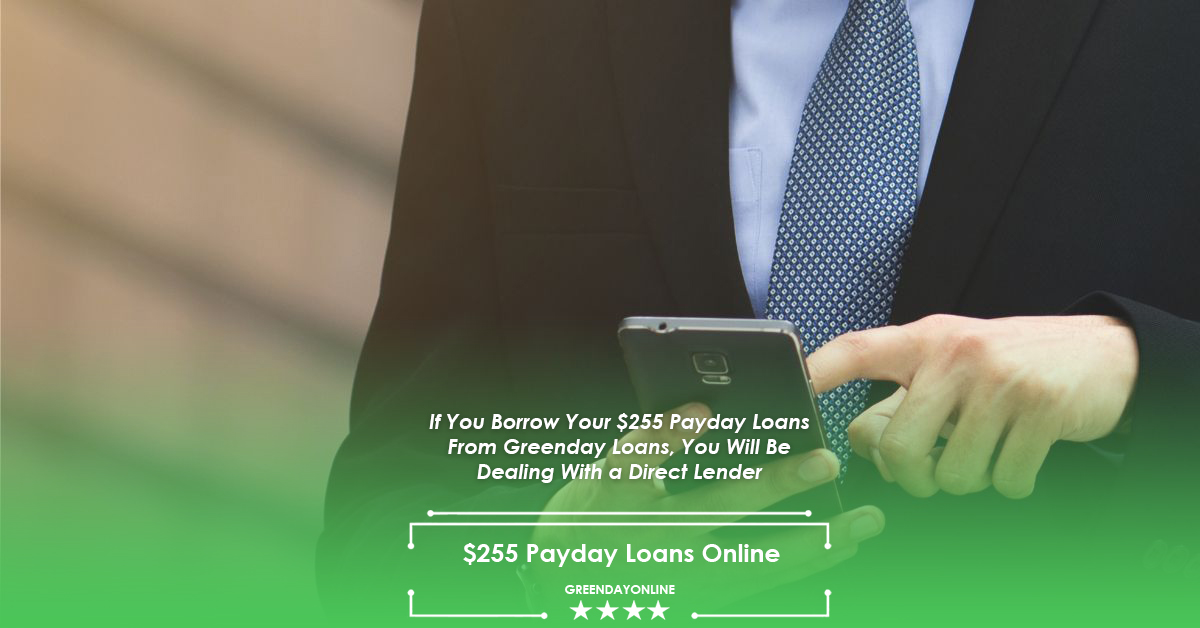 If You Borrow Your $255 Payday Loans
From Greenday Loans, You Will Be
Dealing With a Direct Lender
$255 Payday Loans Online
GREENDAYONLINE